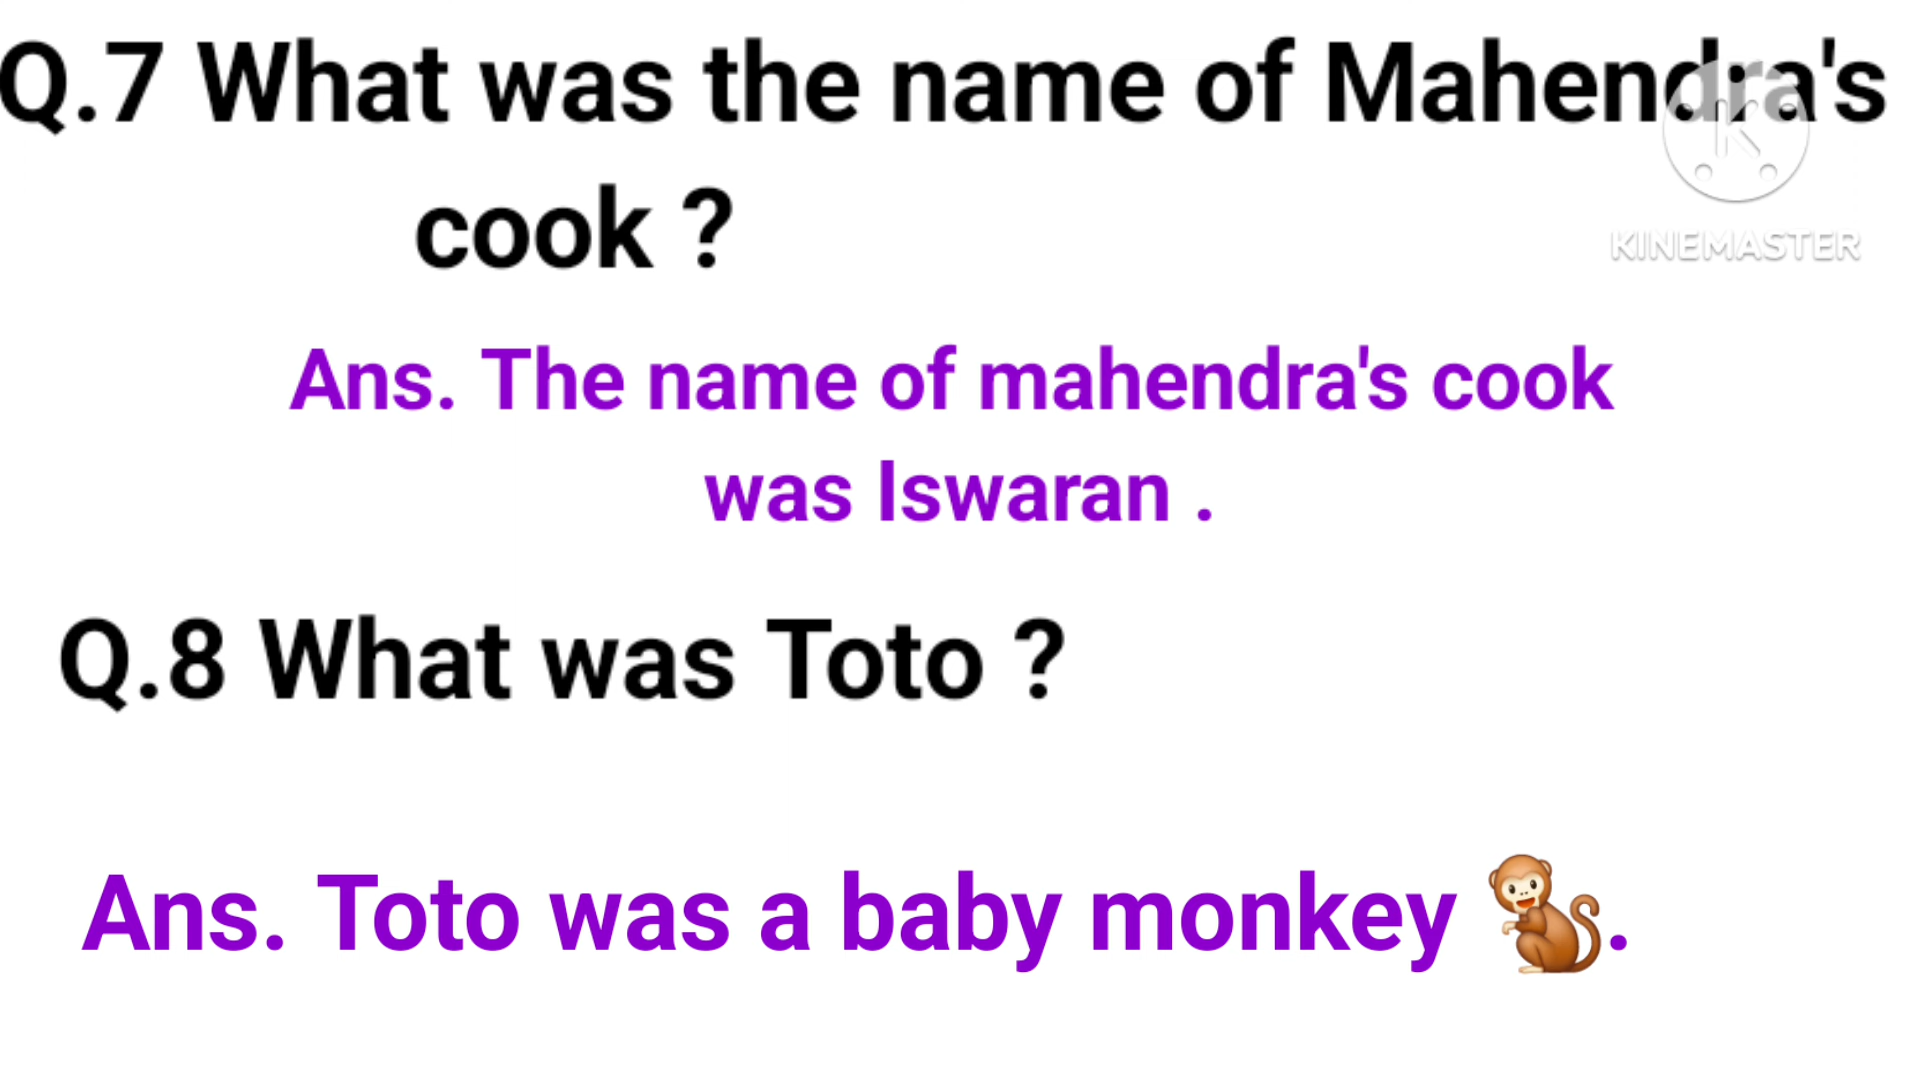 Q.7 What was the name of Mahendra's
cook ?
KINEMASTER
Ans. The name of mahendra's cook
was Iswaran .
Q.8 What was Toto ?
Ans. Toto was a baby monkey 🐒.